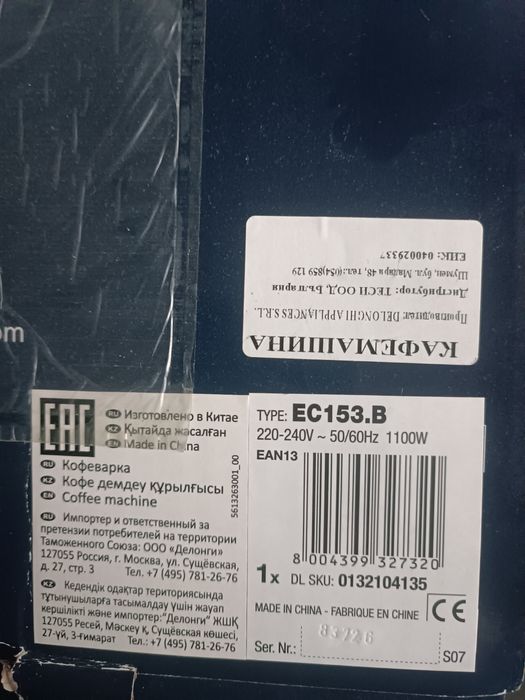 om
КАФЕМАШИНА
Производител: DELONGHI APPLIANCES S.R.L.
Дистрибутор: ТЕСИ ООД, България
Шумен, бул. Мадара 48, тел.:(054)859 129
ЕИК: 040029337
EAC
RU Изготовлено в Китае
KZ Қытайда жасалған
EN Made in China
RU Кофеварка
KZ Кофе демдеу құрылғысы
EN Coffee machine
RU Импортер и ответственный за
претензии потребителей на территории
Таможенного Союза: ООО «Делонги»
127055 Россия, г. Москва, ул. Сущёвская,
д. 27, стр. 3 Тел. +7 (495) 781-26-76
KZ Кедендік одақтар территориясында
тұтынушыларға тасымалдау үшін жауап
кершілікті және импортер:"Делонги" ЖШҚ
127055 Ресей, Мәскеу қ, Сущёвская көшесі,
27-үй, 3-ғимарат Тел.: +7 (495) 781-26-76
5613263001_00
TYPE: EC153.B
220-240V ~ 50/60Hz 1100W
EAN13
8 004399 327320
1x DL SKU: 0132104135
MADE IN CHINA - FABRIQUE EN CHINE CE
83726
Ser. Nr.: S07